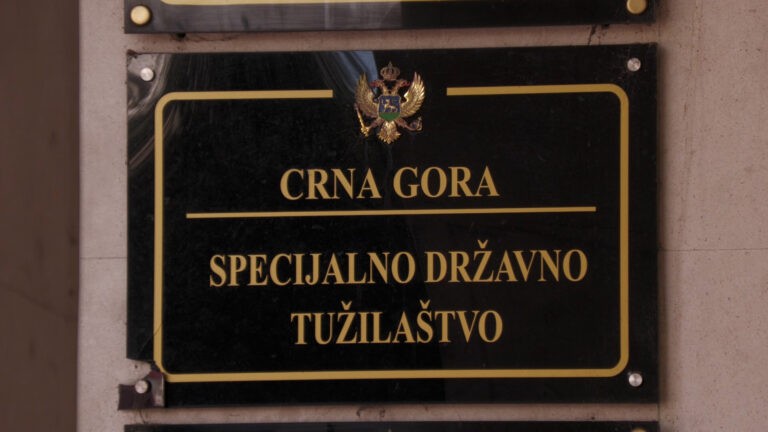 CRNA GORA
SPECIJALNO DRŽAVNO
TUŽILAŠTVO